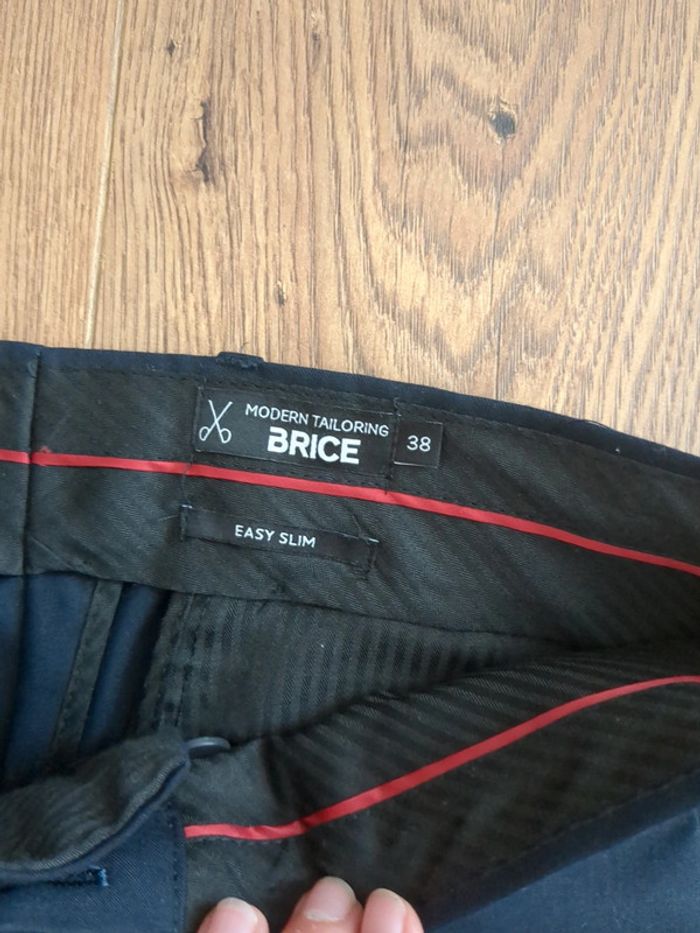 MODERN TAILORING
BRICE
38
EASY SLIM